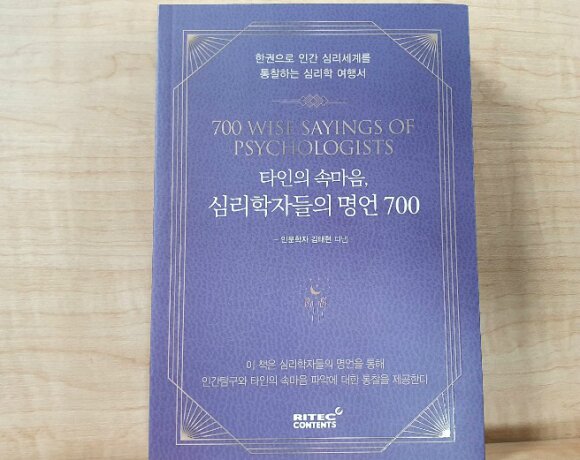 한권으로 인간 심리세계를
통찰하는 심리학 여행서
700 WISE SAYINGS OF
PSYCHOLOGISTS
타인의 속마음,
심리학자들의 명언 700
- 인문학자 김태현 지음 -
이 책은 심리학자들의 명언을 통해
인간탐구와 타인의 속마음 파악에 대한 통찰을 제공한다
RITEC
CONTENTS